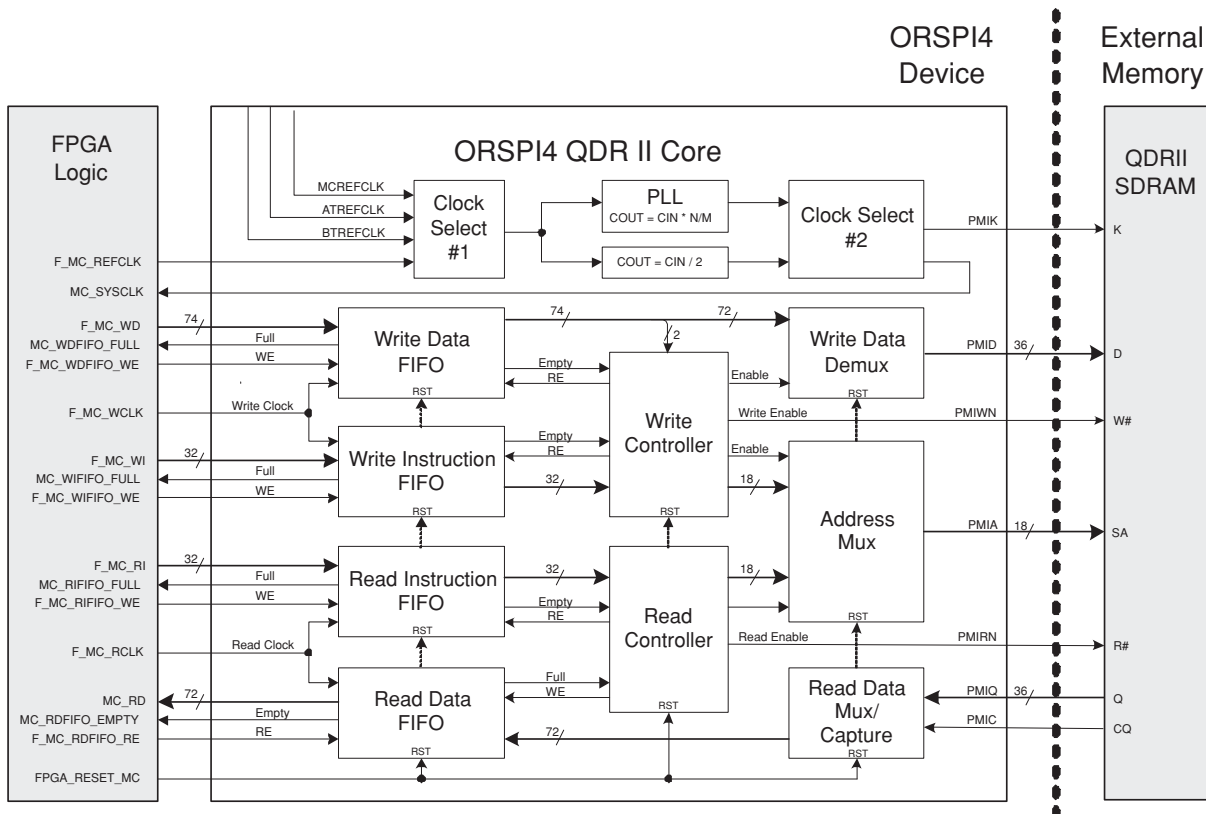 ORSPI4
Device
External
Memory
FPGA
Logic
ORSPI4 QDR II Core
QDRII
SDRAM
MCREFCLK
ATREFCLK
BTREFCLK
Clock
Select
#1
PLL
COUT = CIN * N/M
COUT = CIN / 2
Clock Select
#2
PMIK
K
F_MC_REFCLK
MC_SYSCLK
F_MC_WD
74
MC_WDFIFO_FULL
Full
F_MC_WDFIFO_WE
WE
Write Data
FIFO
RST
74
2
72
Empty
RE
Enable
Write Data
Demux
RST
PMID
36
D
F_MC_WCLK
Write Clock
Write
Controller
RST
Write Enable
PMIWN
W#
F_MC_WI
32
MC_WIFIFO_FULL
Full
F_MC_WIFIFO_WE
WE
Write Instruction
FIFO
RST
Empty
RE
32
Enable
18
Address
Mux
RST
PMIA
18
SA
F_MC_RI
32
MC_RIFIFO_FULL
Full
F_MC_RIFIFO_WE
WE
Read Instruction
FIFO
RST
32
Empty
RE
Read
Controller
RST
18
Read Enable
PMIRN
R#
F_MC_RCLK
Read Clock
MC_RD
72
MC_RDFIFO_EMPTY
Empty
F_MC_RDFIFO_RE
RE
Read Data
FIFO
RST
Full
WE
72
Read Data
Mux/
Capture
RST
PMIQ
36
Q
PMIC
CQ
FPGA_RESET_MC